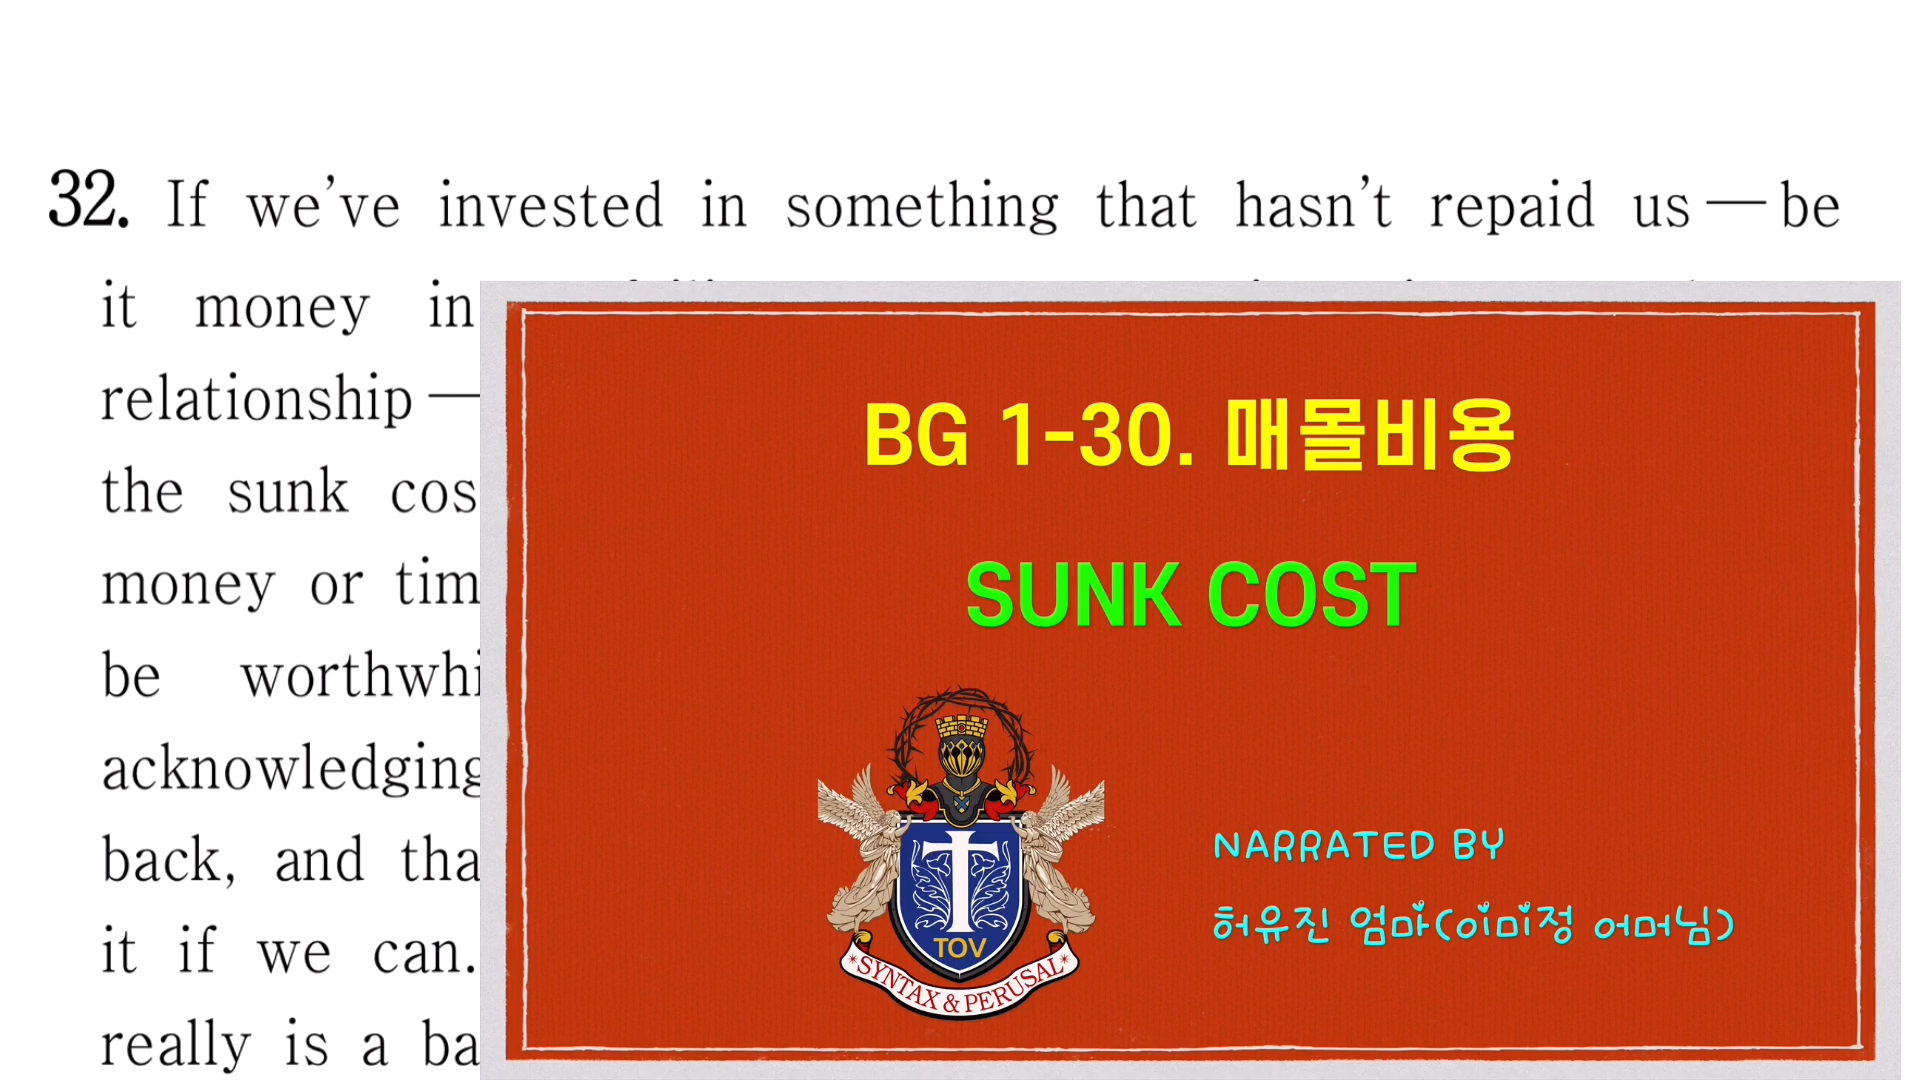 32. If we've invested in something that hasn't repaid us — be
it money in
relationship —
the sunk cos
money or tim
be worthwhi
acknowledging
back, and tha
it if we can.
really is a ba
BG 1-30. 매몰비용
SUNK COST
NARRATED BY
허유진 엄마(이미정 어머님)
TOV
*SYNTAX & PERUSAL*